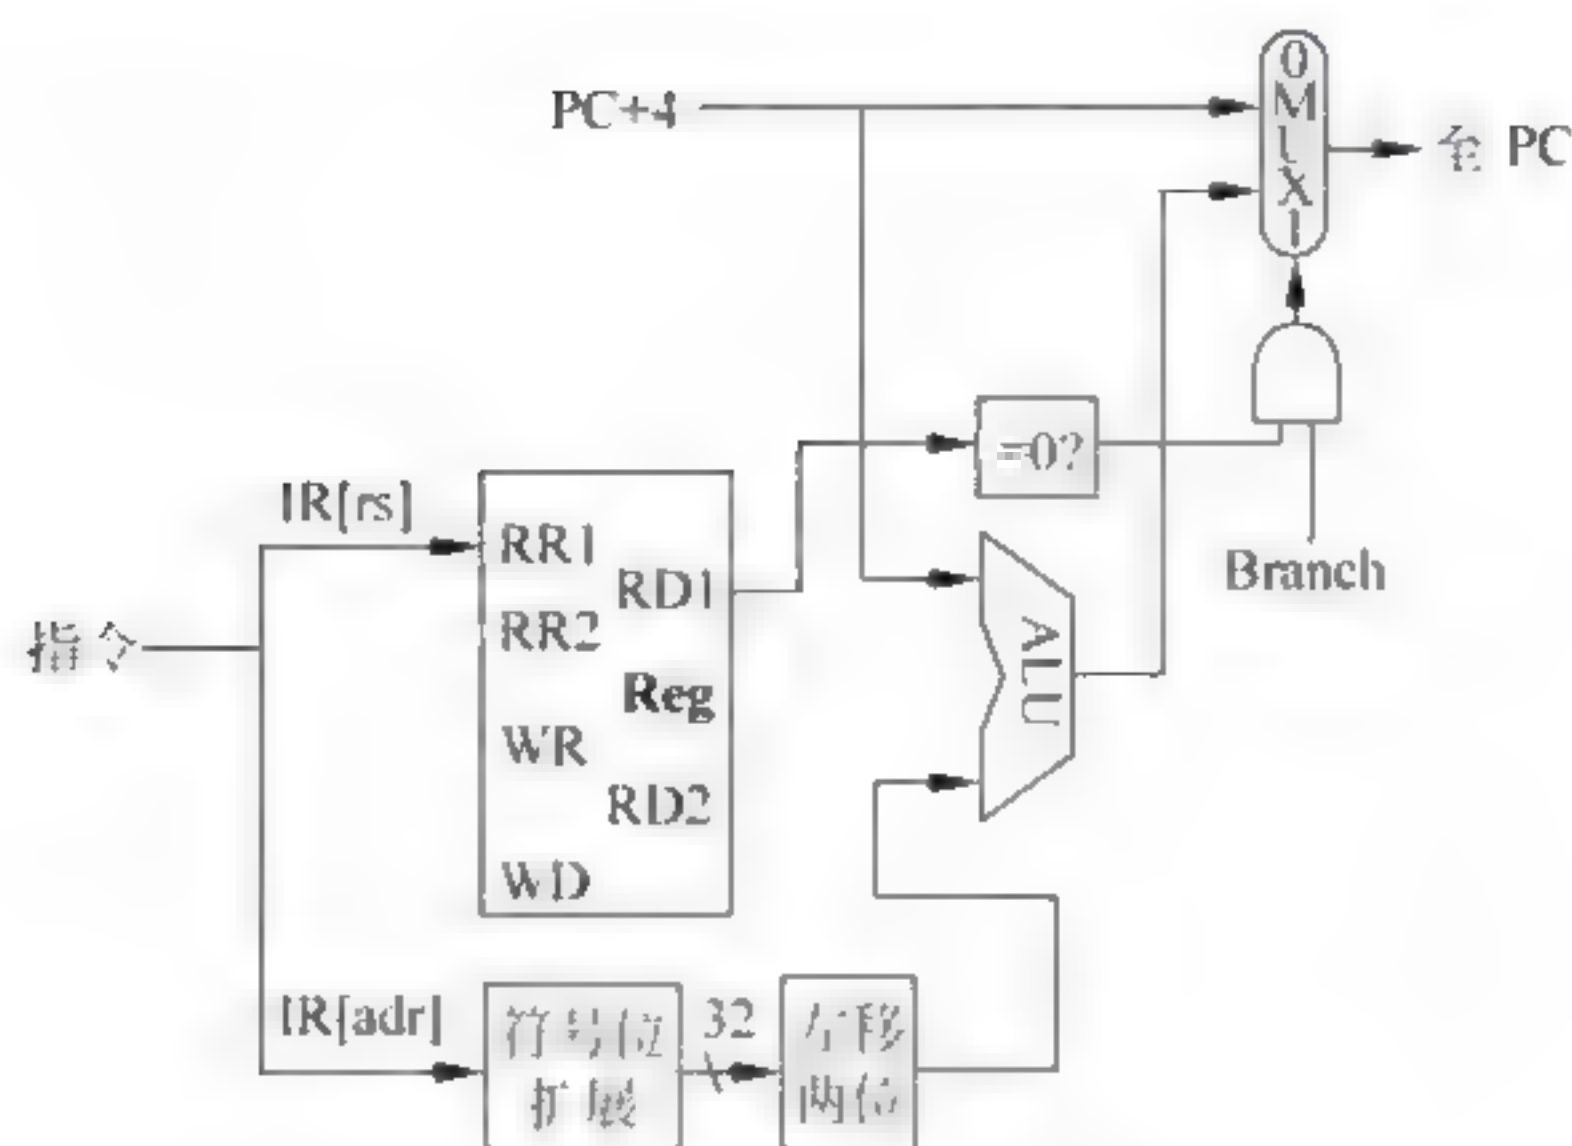 PC+4
0
MUX
1
至 PC
=0?
Branch
IR[rs]
指令
RR1
RD1
RR2
Reg
WR
RD2
WD
ALU
IR[adr]
符号位
扩展
32
左移
两位